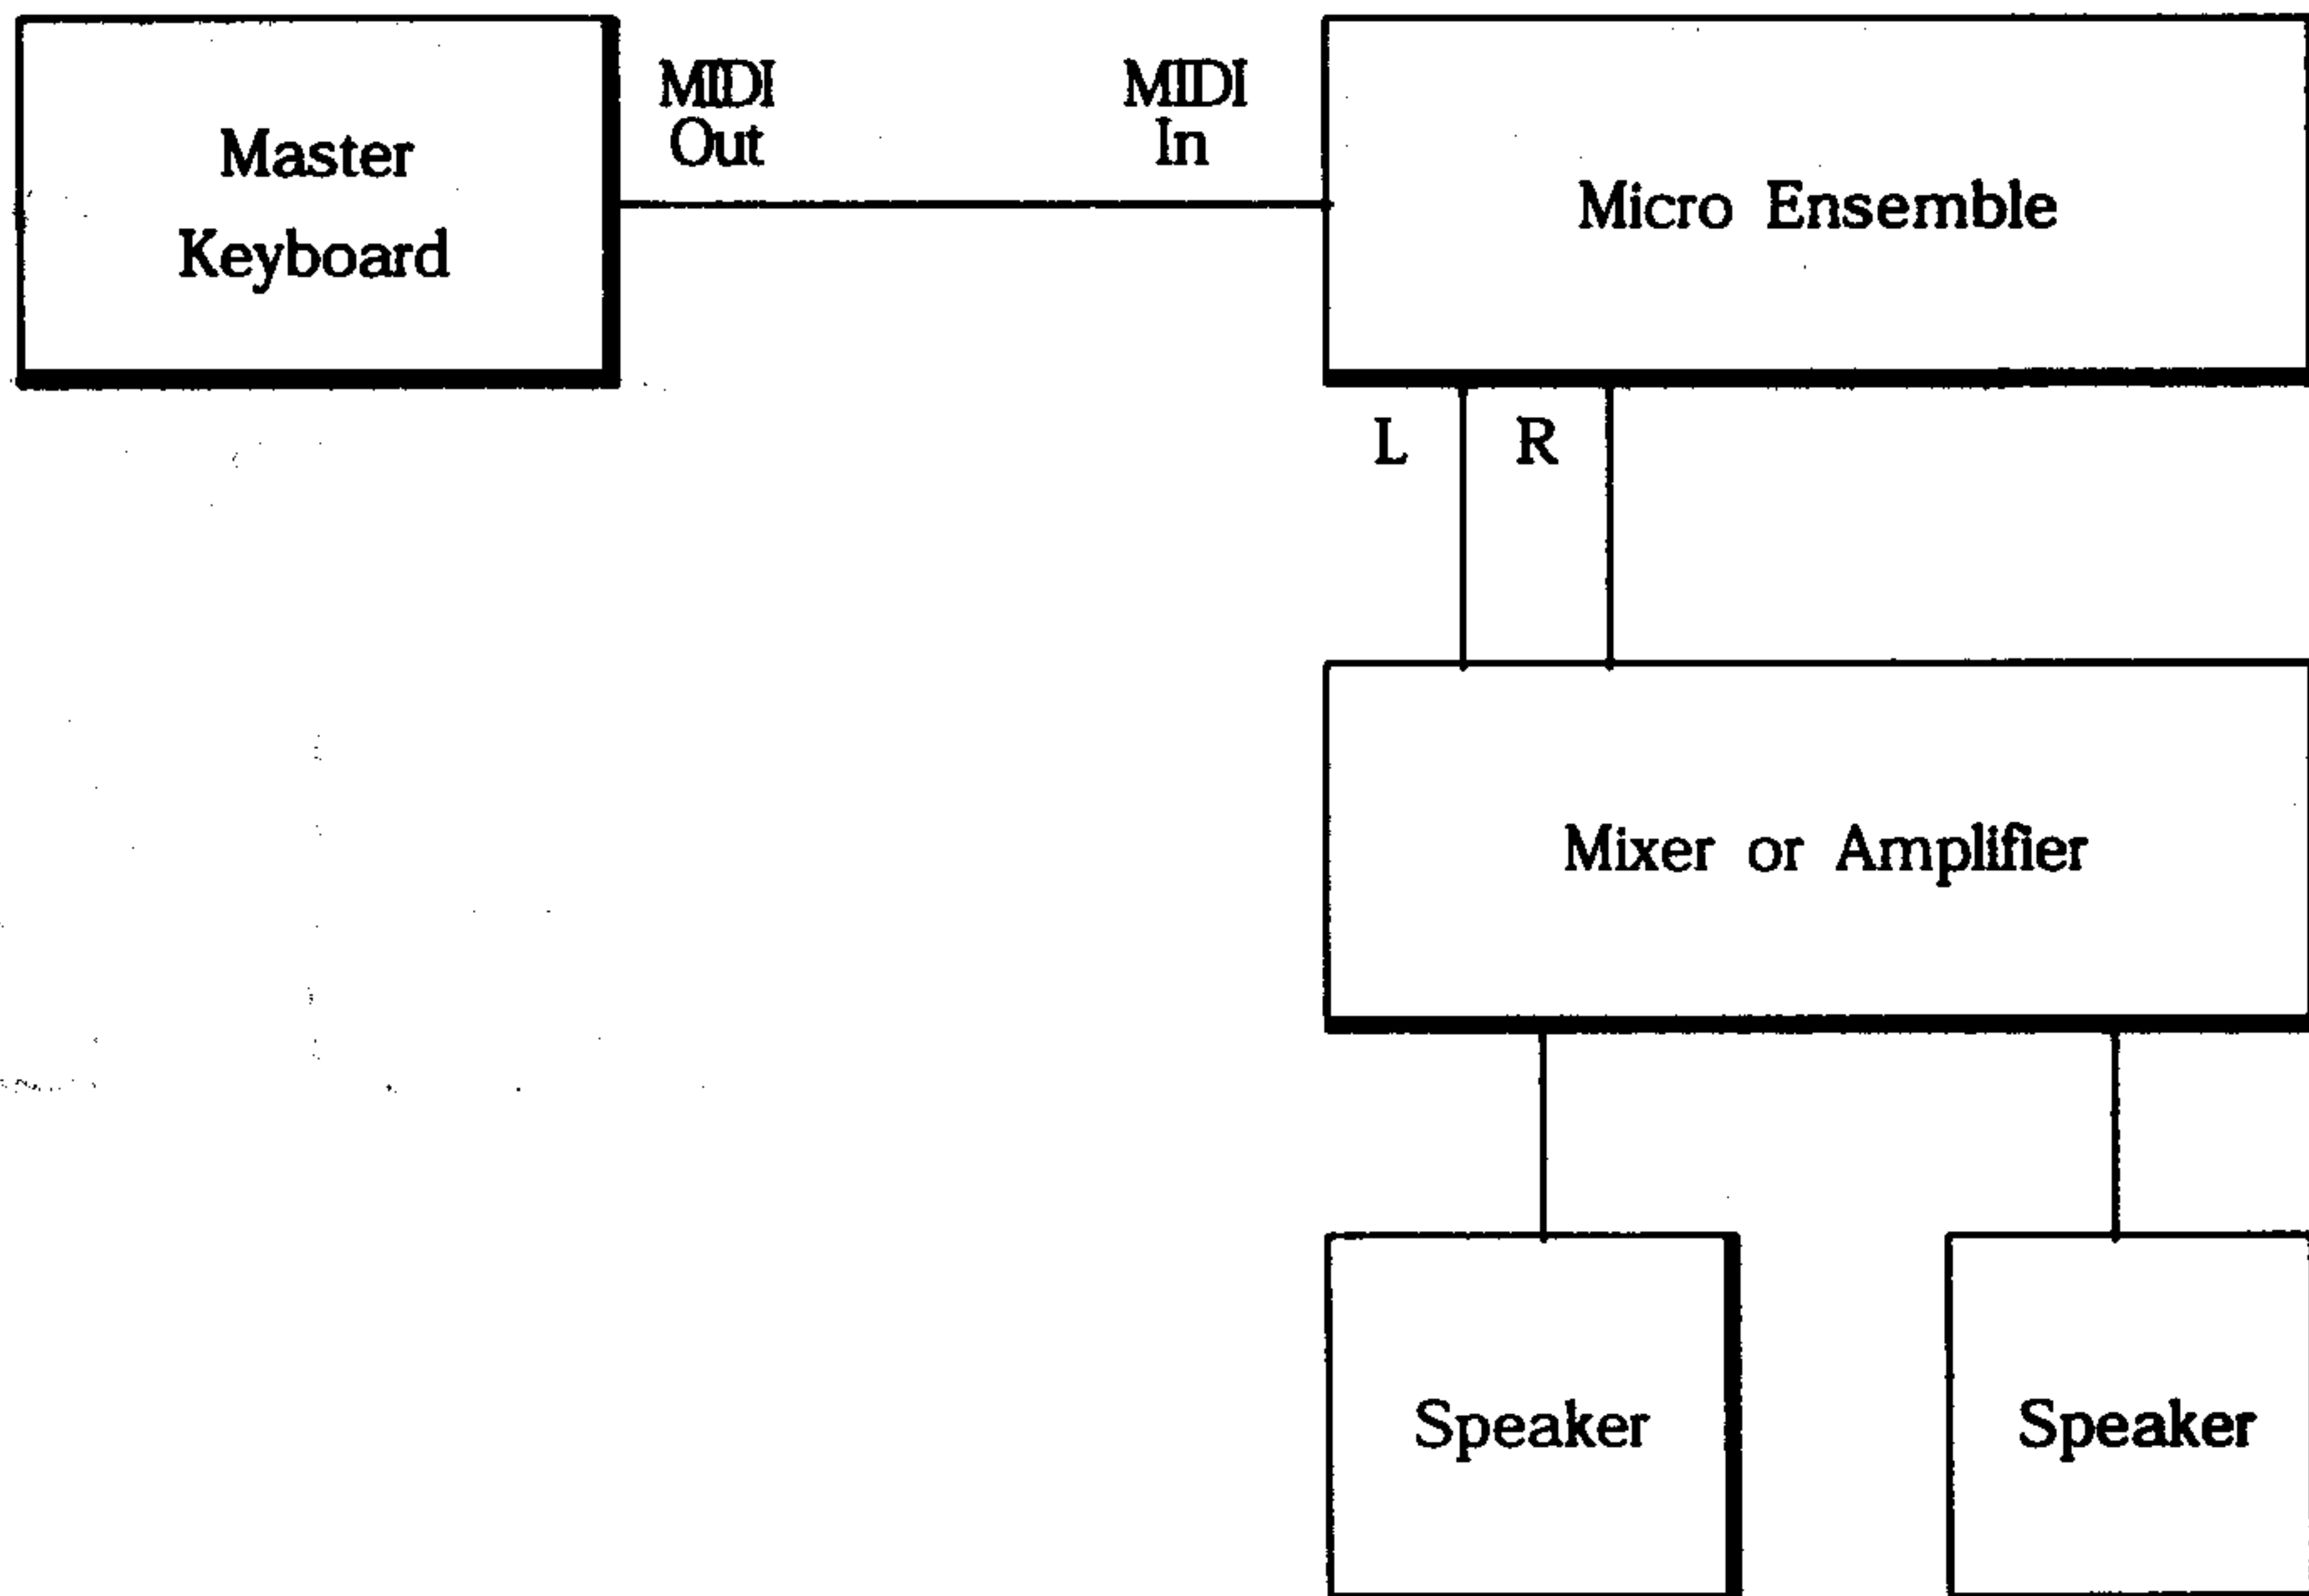 Master
Keyboard
MIDI
Out
MIDI
In
Micro Ensemble
L
R
Mixer or Amplifier
Speaker
Speaker